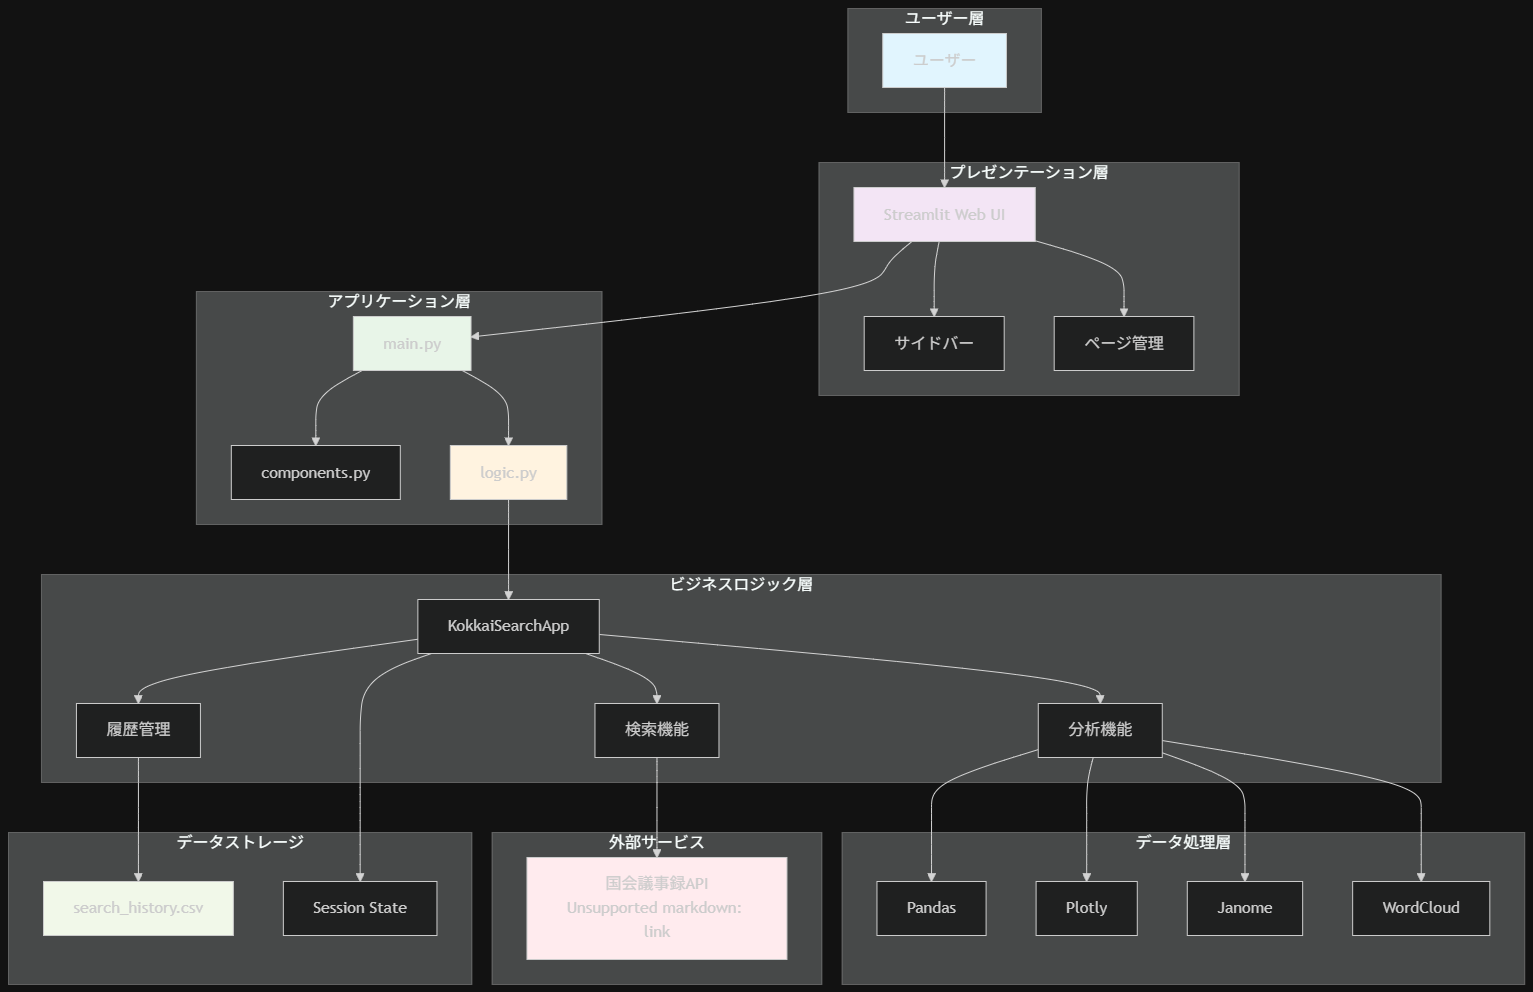 ユーザー層
ユーザー
プレゼンテーション層
Streamlit Web UI
サイドバー
ページ管理
アプリケーション層
main.py
components.py
logic.py
ビジネスロジック層
KokkaiSearchApp
履歴管理
検索機能
分析機能
データストレージ
search_history.csv
Session State
外部サービス
国会議事録API
Unsupported markdown:
link
データ処理層
Pandas
Plotly
Janome
WordCloud